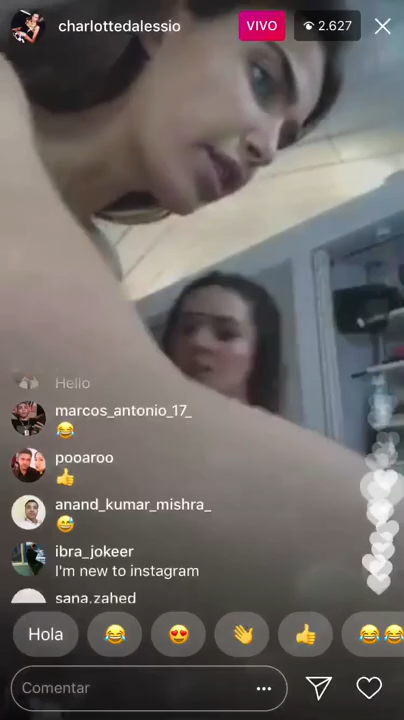 charlottedalessio
VIVO
2.627
Hello
marcos_antonio_17_
😂
pooaroo
👍
anand_kumar_mishra_
😅
ibra_jokeer
I'm new to instagram
sana.zahed
Hola 😂 😍 👋 👍 😂😂
Comentar